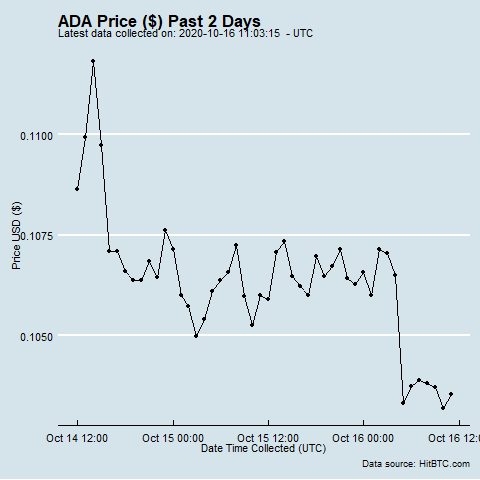 ADA Price ($) Past 2 Days
Latest data collected on: 2020-10-16 11:03:15  - UTC
0.1100
0.1075
0.1050
Price USD ($)
Oct 14 12:00 Oct 15 00:00 Oct 15 12:00 Oct 16 00:00 Oct 16 12:00
Date Time Collected (UTC)
Data source: HitBTC.com